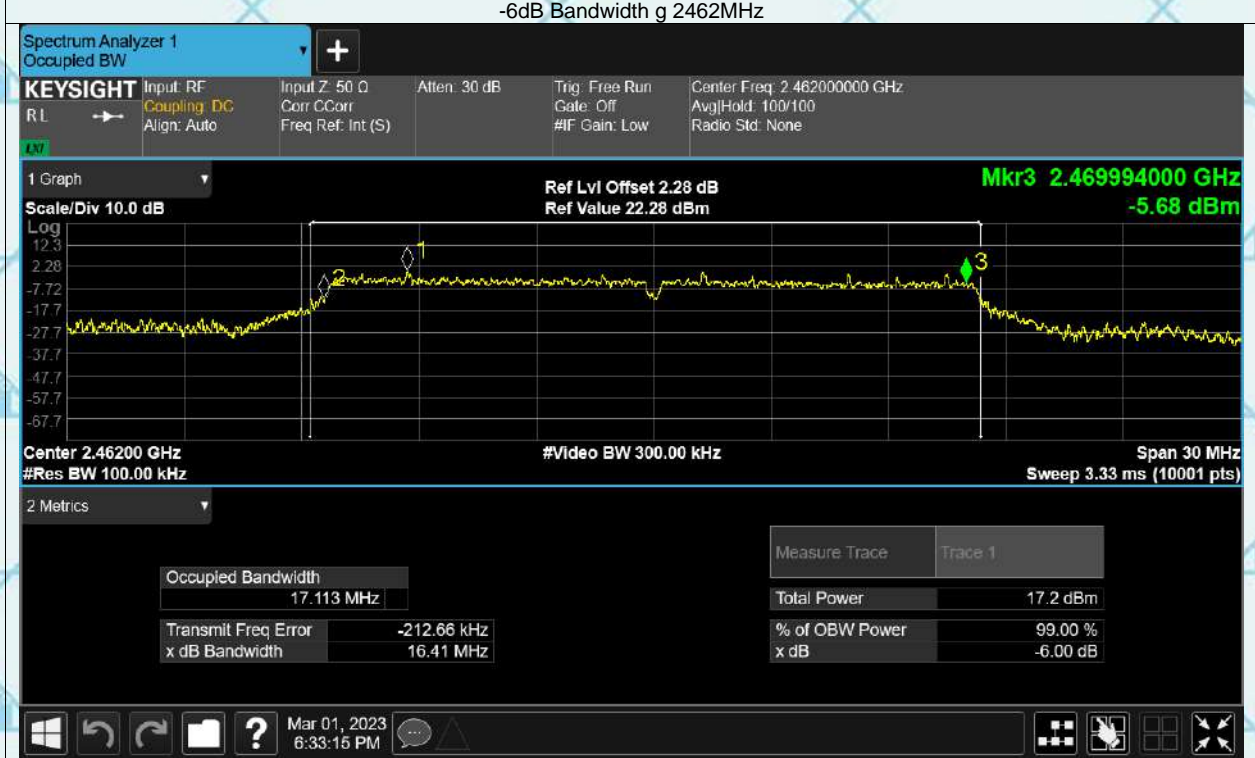 -6dB Bandwidth g 2462MHz
Spectrum Analyzer 1
Occupied BW
+
KEYSIGHT
RL
LXI
Input: RF
Coupling: DC
Align: Auto
Input Z: 50 Ω
Corr CCorr
Freq Ref: Int (S)
Atten: 30 dB
Trig: Free Run
Gate: Off
#IF Gain: Low
Center Freq: 2.462000000 GHz
Avg|Hold: 100/100
Radio Std: None
1 Graph
Scale/Div 10.0 dB
Ref Lvl Offset 2.28 dB
Ref Value 22.28 dBm
Mkr3 2.469994000 GHz
-5.68 dBm
Log
12.3
2.28
-7.72
-17.7
-27.7
-37.7
-47.7
-57.7
-67.7
1
2
3
Center 2.46200 GHz
#Video BW 300.00 kHz
Span 30 MHz
#Res BW 100.00 kHz
Sweep 3.33 ms (10001 pts)
2 Metrics
Measure Trace Trace 1
Occupied Bandwidth
17.113 MHz
Total Power 17.2 dBm
Transmit Freq Error -212.66 kHz
% of OBW Power 99.00 %
x dB Bandwidth 16.41 MHz
x dB -6.00 dB
?
Mar 01, 2023
6:33:15 PM